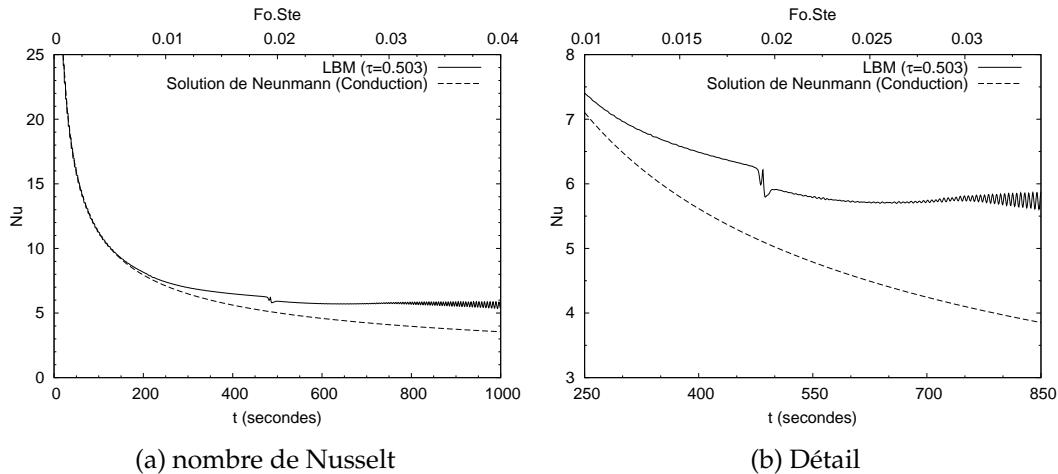 Fo.Ste
0 0.01 0.02 0.03 0.04
25
20
15
10
5
0
Nu
LBM (τ=0.503)
Solution de Neunmann (Conduction)
0 200 400 600 800 1000
t (secondes)
(a) nombre de Nusselt
Fo.Ste
0.01 0.015 0.02 0.025 0.03
8
7
6
5
4
3
Nu
LBM (τ=0.503)
Solution de Neunmann (Conduction)
250 400 550 700 850
t (secondes)
(b) Détail